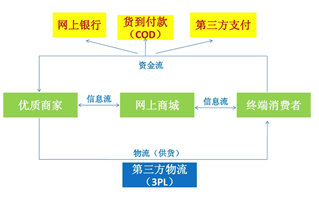 网上银行
货到付款
(COD)
第三方支付
资金流
优质商家
信息流
网上商城
信息流
终端消费者
物流（供货）
第三方物流
(3PL)